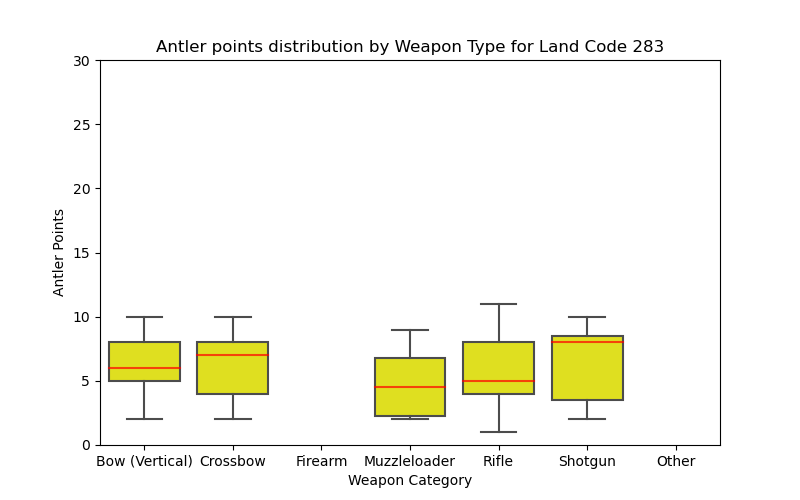 Antler points distribution by Weapon Type for Land Code 283
30
25
20
15
10
5
0
Antler Points
Bow (Vertical) Crossbow Firearm Muzzleloader Rifle Shotgun Other
Weapon Category